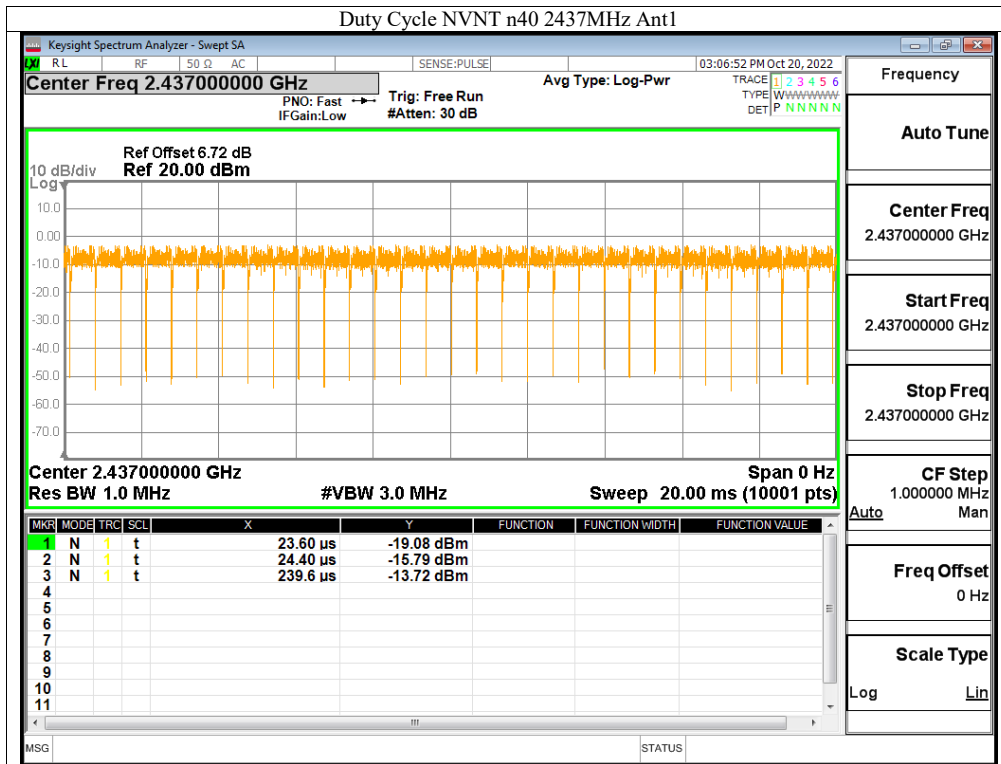 Duty Cycle NVNT n40 2437MHz Ant1
Keysight Spectrum Analyzer - Swept SA
LXI RL RF 50 Ω AC SENSE:PULSE 03:06:52 PM Oct 20, 2022
Center Freq 2.437000000 GHz
PNO: Fast
IFGain:Low
Trig: Free Run
#Atten: 30 dB
Avg Type: Log-Pwr
TRACE 1 2 3 4 5 6
TYPE WWWWWWW
DET P N N N N N
Ref Offset 6.72 dB
10 dB/div Ref 20.00 dBm
Log
10.0
0.00
-10.0
-20.0
-30.0
-40.0
-50.0
-60.0
-70.0
Center 2.437000000 GHz Span 0 Hz
Res BW 1.0 MHz #VBW 3.0 MHz Sweep 20.00 ms (10001 pts)
MKR MODE TRC SCL X Y FUNCTION FUNCTION WIDTH FUNCTION VALUE
1 N 1 t 23.60 µs -19.08 dBm
2 N 1 t 24.40 µs -15.79 dBm
3 N 1 t 239.6 µs -13.72 dBm
4
5
6
7
8
9
10
11
MSG STATUS
Frequency
Auto Tune
Center Freq
2.437000000 GHz
Start Freq
2.437000000 GHz
Stop Freq
2.437000000 GHz
CF Step
1.000000 MHz
Auto Man
Freq Offset
0 Hz
Scale Type
Log Lin